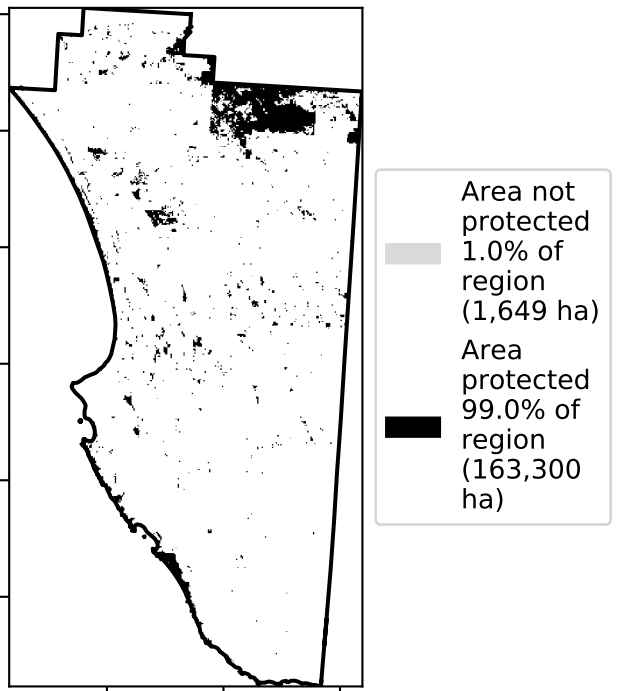 Area not
protected
1.0% of
region
(1,649 ha)
Area
protected
99.0% of
region
(163,300
ha)